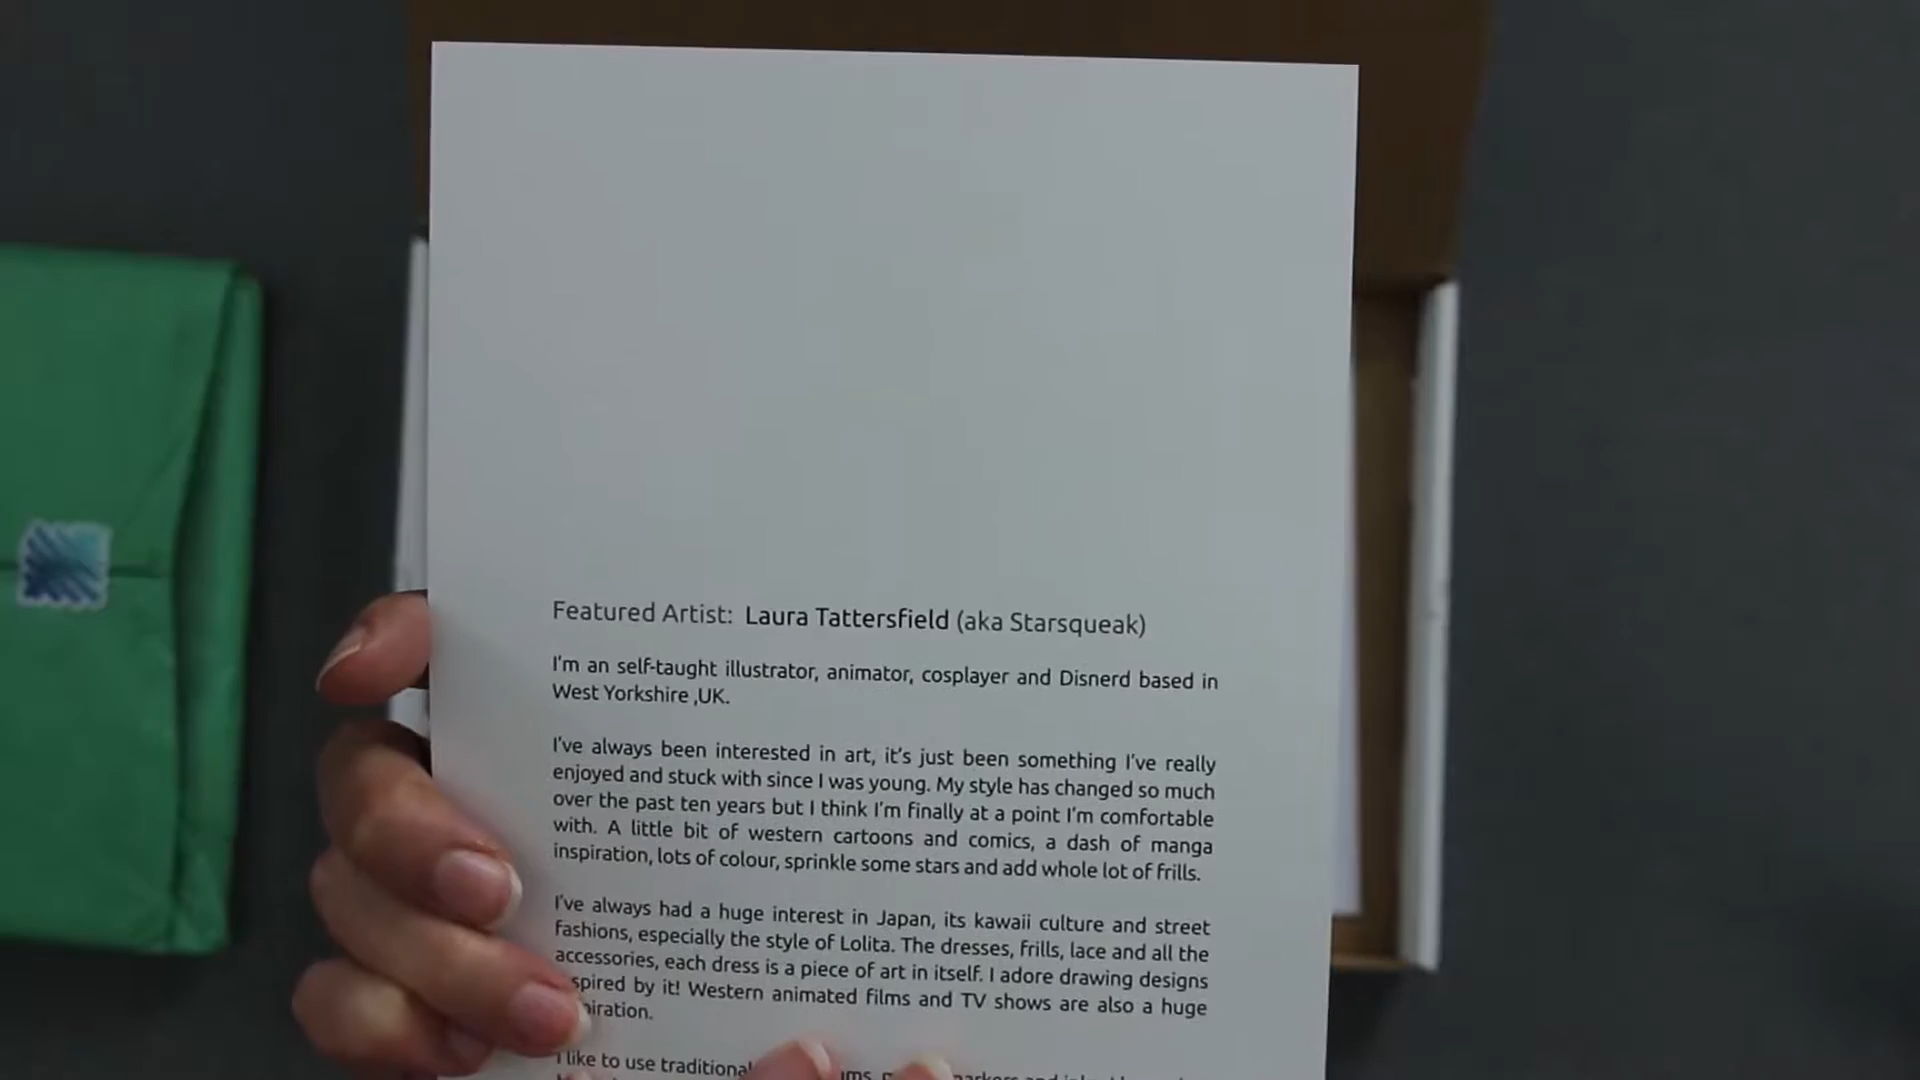 Featured Artist: Laura Tattersfield (aka Starsqueak)
I'm an self-taught illustrator, animator, cosplayer and Disnerd based in
West Yorkshire ,UK.
I've always been interested in art, it's just been something I've really
enjoyed and stuck with since I was young. My style has changed so much
over the past ten years but I think I'm finally at a point I'm comfortable
with. A little bit of western cartoons and comics, a dash of manga
inspiration, lots of colour, sprinkle some stars and add whole lot of frills.
I've always had a huge interest in Japan, its kawaii culture and street
fashions, especially the style of Lolita. The dresses, frills, lace and all the
accessories, each dress is a piece of art in itself. I adore drawing designs
spired by it! Western animated films and TV shows are also a huge
piration.
I like to use traditional